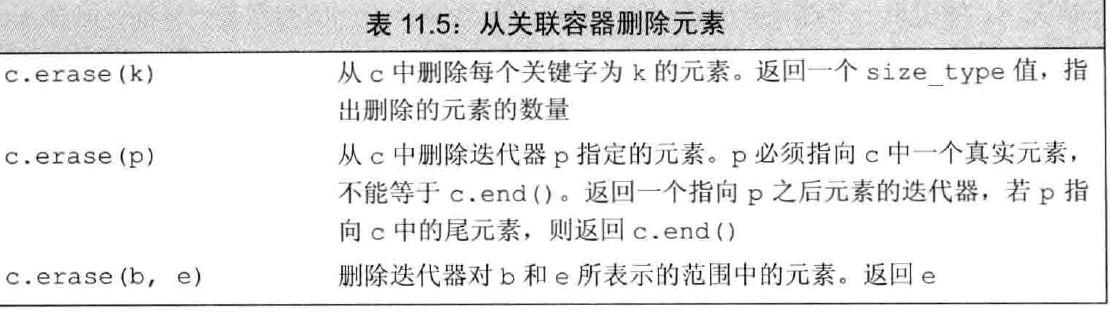 表 11.5：从关联容器删除元素
c.erase(k) 从 c 中删除每个关键字为 k 的元素。返回一个 size_type 值，指
出删除的元素的数量
c.erase(p) 从 c 中删除迭代器 p 指定的元素。p 必须指向 c 中一个真实元素，
不能等于 c.end()。返回一个指向 p 之后元素的迭代器，若 p 指
向 c 中的尾元素，则返回 c.end()
c.erase(b, e) 删除迭代器对 b 和 e 所表示的范围中的元素。返回 e